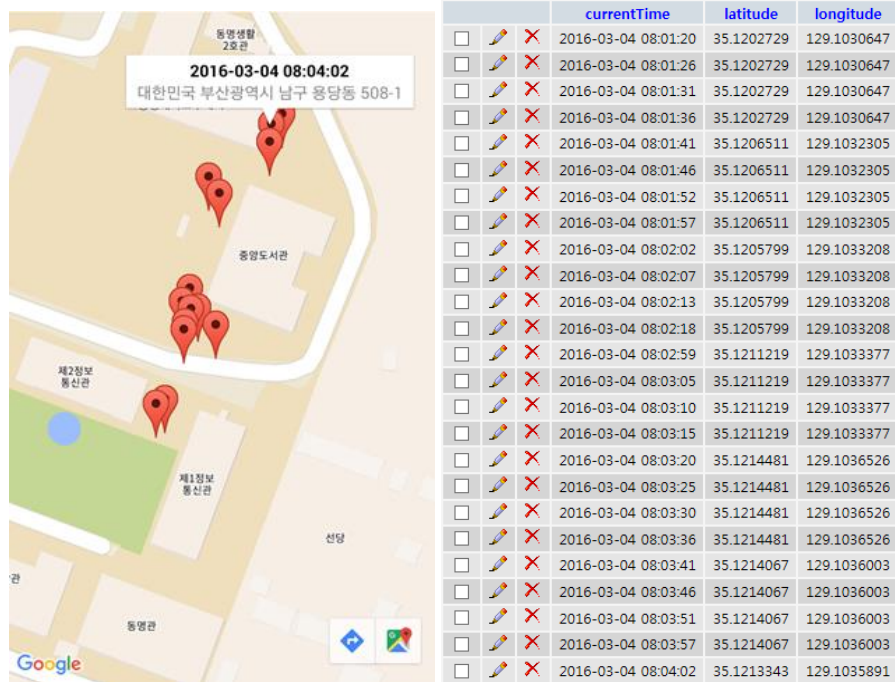 동명생활
2호관
2016-03-04 08:04:02
대한민국 부산광역시 남구 용당동 508-1
중앙도서관
제2정보
통신관
제1정보
통신관
선당
관
동명관
Google
currentTime latitude longitude
2016-03-04 08:01:20 35.1202729 129.1030647
2016-03-04 08:01:26 35.1202729 129.1030647
2016-03-04 08:01:31 35.1202729 129.1030647
2016-03-04 08:01:36 35.1202729 129.1030647
2016-03-04 08:01:41 35.1206511 129.1032305
2016-03-04 08:01:46 35.1206511 129.1032305
2016-03-04 08:01:52 35.1206511 129.1032305
2016-03-04 08:01:57 35.1206511 129.1032305
2016-03-04 08:02:02 35.1205799 129.1033208
2016-03-04 08:02:07 35.1205799 129.1033208
2016-03-04 08:02:13 35.1205799 129.1033208
2016-03-04 08:02:18 35.1205799 129.1033208
2016-03-04 08:02:59 35.1211219 129.1033377
2016-03-04 08:03:05 35.1211219 129.1033377
2016-03-04 08:03:10 35.1211219 129.1033377
2016-03-04 08:03:15 35.1211219 129.1033377
2016-03-04 08:03:20 35.1214481 129.1036526
2016-03-04 08:03:25 35.1214481 129.1036526
2016-03-04 08:03:30 35.1214481 129.1036526
2016-03-04 08:03:36 35.1214481 129.1036526
2016-03-04 08:03:41 35.1214067 129.1036003
2016-03-04 08:03:46 35.1214067 129.1036003
2016-03-04 08:03:51 35.1214067 129.1036003
2016-03-04 08:03:57 35.1214067 129.1036003
2016-03-04 08:04:02 35.1213343 129.1035891